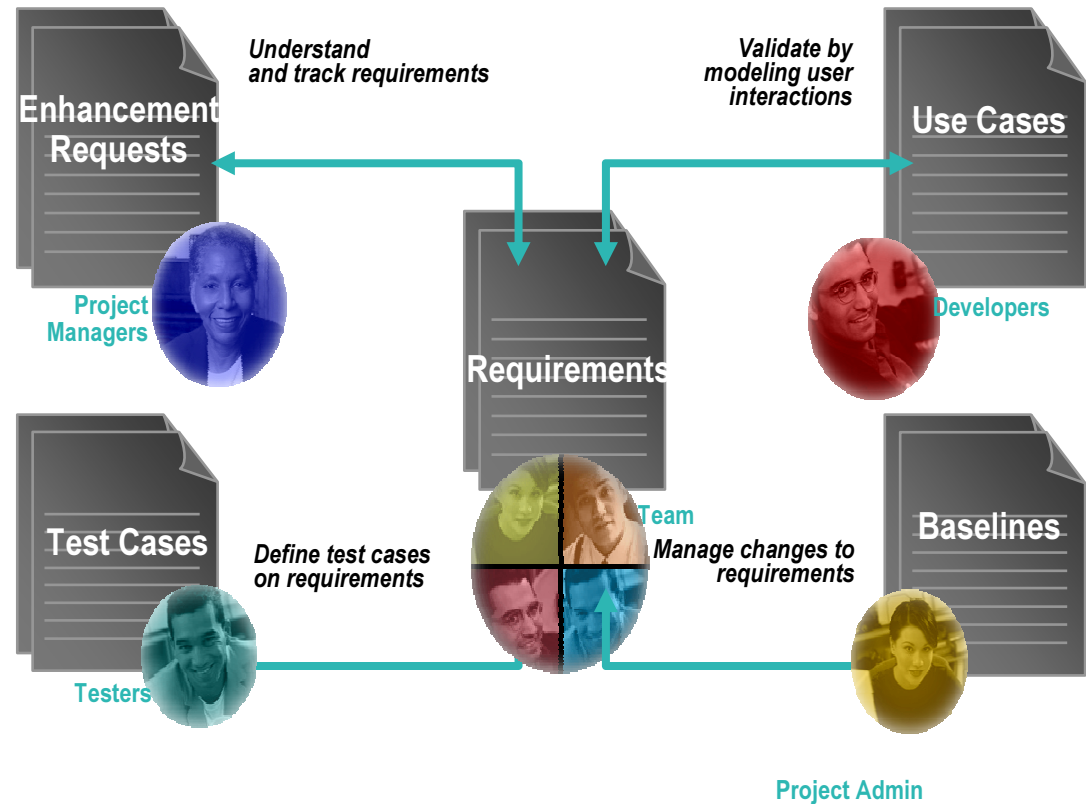 Understand
and track requirements
Validate by
modeling user
interactions
Enhancement
Requests
Use Cases
Project
Managers
Developers
Requirements
Team
Test Cases
Define test cases
on requirements
Manage changes to
requirements
Baselines
Testers
Project Admin